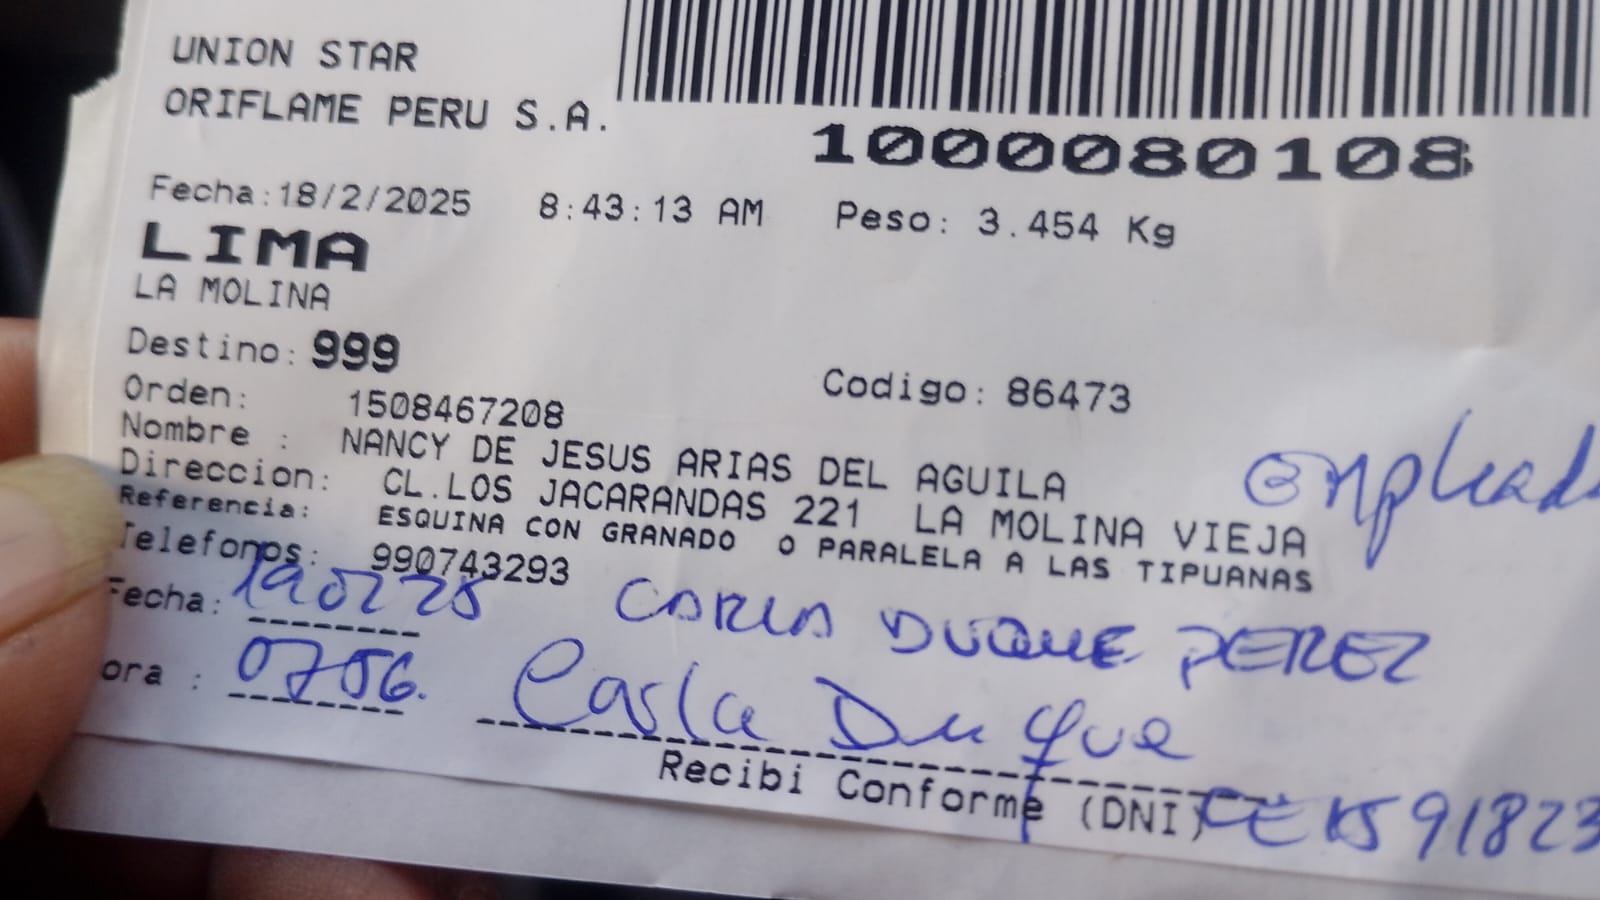 UNION STAR
ORIFLAME PERU S.A.
1000080108
Fecha:18/2/2025 8:43:13 AM Peso: 3.454 Kg
LIMA
LA MOLINA
Destino: 999
Codigo: 86473
Orden: 1508467208
Nombre : NANCY DE JESUS ARIAS DEL AGUILA
Direccion: CL.LOS JACARANDAS 221 LA MOLINA VIEJA
Referencia: ESQUINA CON GRANADO O PARALELA A LAS TIPUANAS
Telefonos: 990743293
Fecha: 190225 CARLA DUQUE PEREZ
ora : 0756. Carla Duque
Recibi Conforme (DNI)